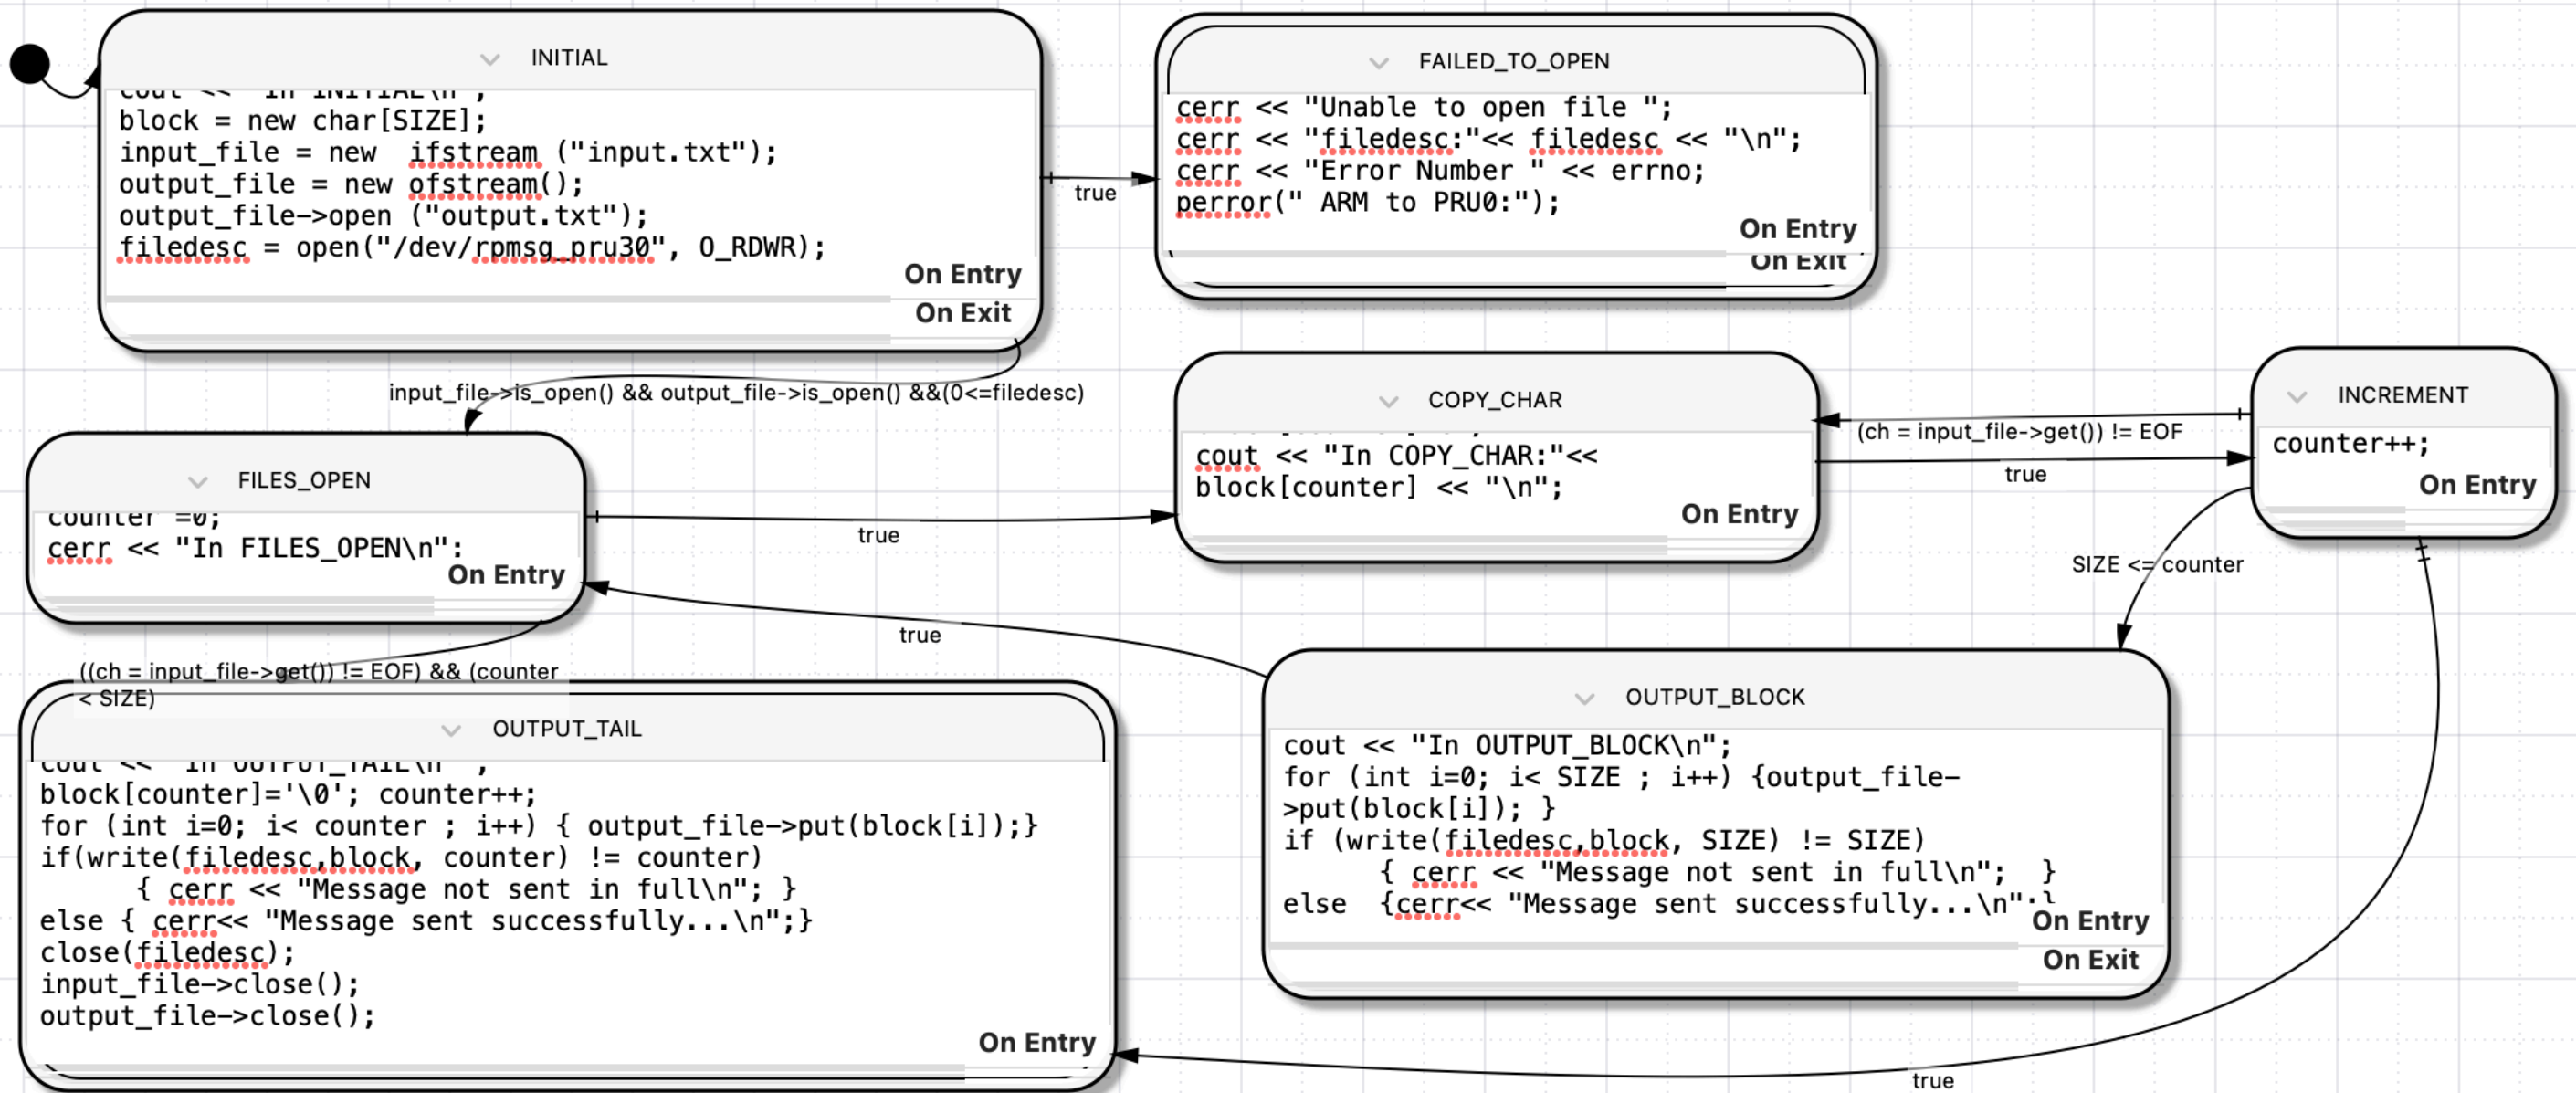 INITIAL
cout << "In INITIAL\n";
block = new char[SIZE];
input_file = new  ifstream ("input.txt");
output_file = new ofstream();
output_file->open ("output.txt");
filedesc = open("/dev/rpmsg_pru30", O_RDWR);
On Entry
On Exit
true
FAILED_TO_OPEN
cerr << "Unable to open file ";
cerr << "filedesc:"<< filedesc << "\n";
cerr << "Error Number " << errno;
perror(" ARM to PRU0:");
On Entry
On Exit
input_file->is_open() && output_file->is_open() &&(0<=filedesc)
FILES_OPEN
counter =0;
cerr << "In FILES_OPEN\n":
On Entry
true
COPY_CHAR
cout << "In COPY_CHAR:"<<
block[counter] << "\n";
On Entry
(ch = input_file->get()) != EOF
true
INCREMENT
counter++;
On Entry
SIZE <= counter
true
((ch = input_file->get()) != EOF) && (counter
< SIZE)
OUTPUT_TAIL
cout << "In OUTPUT_TAIL\n" ;
block[counter]='\0'; counter++;
for (int i=0; i< counter ; i++) { output_file->put(block[i]);}
if(write(filedesc,block, counter) != counter)
{ cerr << "Message not sent in full\n"; }
else { cerr<< "Message sent successfully...\n";}
close(filedesc);
input_file->close();
output_file->close();
On Entry
OUTPUT_BLOCK
cout << "In OUTPUT_BLOCK\n";
for (int i=0; i< SIZE ; i++) {output_file-
>put(block[i]); }
if (write(filedesc,block, SIZE) != SIZE)
{ cerr << "Message not sent in full\n";  }
else  {cerr<< "Message sent successfully...\n";}
On Entry
On Exit
true